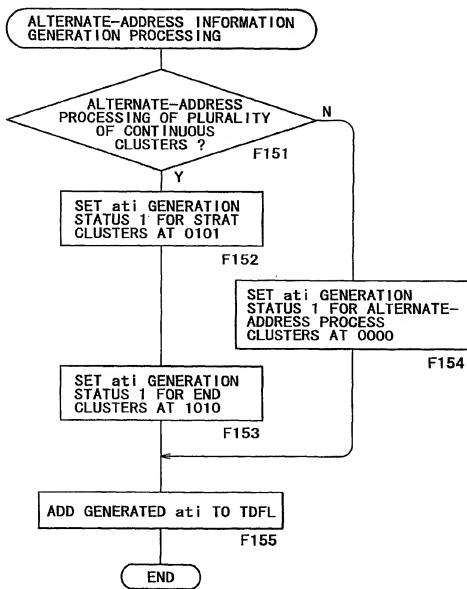 ALTERNATE-ADDRESS INFORMATION
GENERATION PROCESSING
ALTERNATE-ADDRESS
PROCESSING OF PLURALITY
OF CONTINUOUS
CLUSTERS ?
N
F151
Y
SET ati GENERATION
STATUS 1 FOR STRAT
CLUSTERS AT 0101
F152
SET ati GENERATION
STATUS 1 FOR ALTERNATE-
ADDRESS PROCESS
CLUSTERS AT 0000
F154
SET ati GENERATION
STATUS 1 FOR END
CLUSTERS AT 1010
F153
ADD GENERATED ati TO TDFL
F155
END